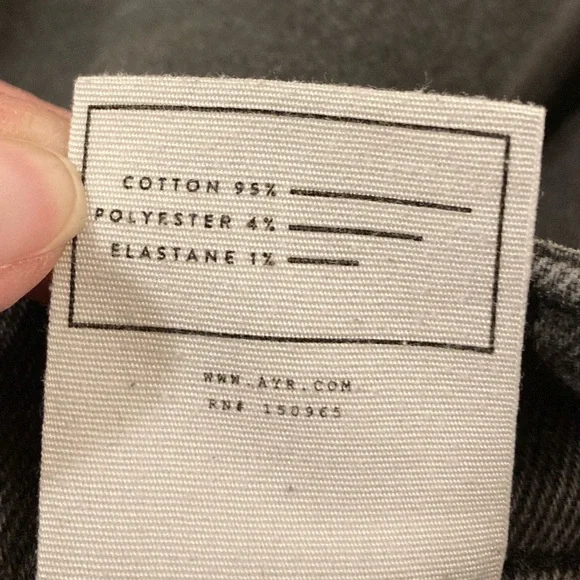 COTTON 95%
POLYESTER 4%
ELASTANE 1%
WWW.AYR.COM
RN# 150965